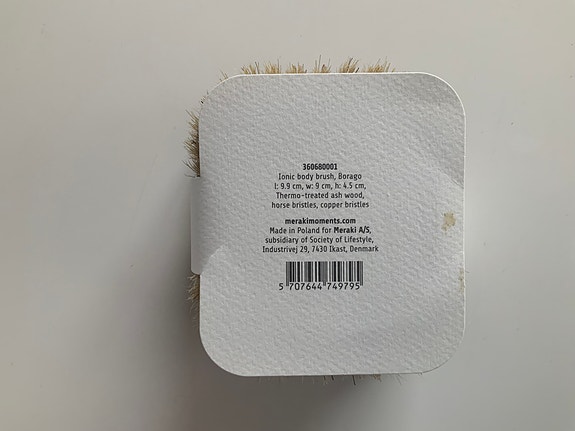 360680001
Ionic body brush, Borago
l: 9.9 cm, w: 9 cm, h: 4.5 cm,
Thermo-treated ash wood,
horse bristles, copper bristles
merakimoments.com
Made in Poland for Meraki A/S,
subsidiary of Society of Lifestyle,
Industrivej 29, 7430 Ikast, Denmark
5 707644 749795